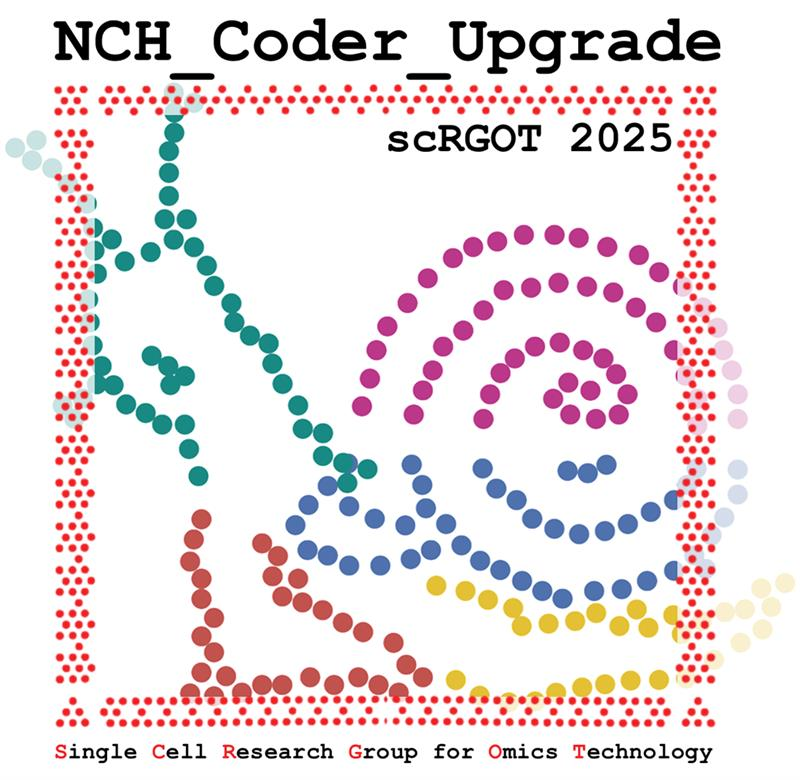 NCH_Coder_Upgrade
scRGOT 2025
Single Cell Research Group for Omics Technology